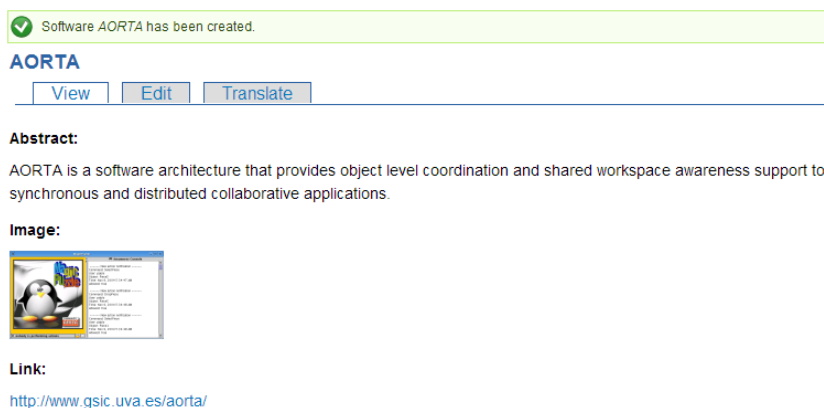 Software AORTA has been created.
AORTA
View Edit Translate
Abstract:
AORTA is a software architecture that provides object level coordination and shared workspace awareness support to
synchronous and distributed collaborative applications.
Image:
Link:
http://www.gsic.uva.es/aorta/